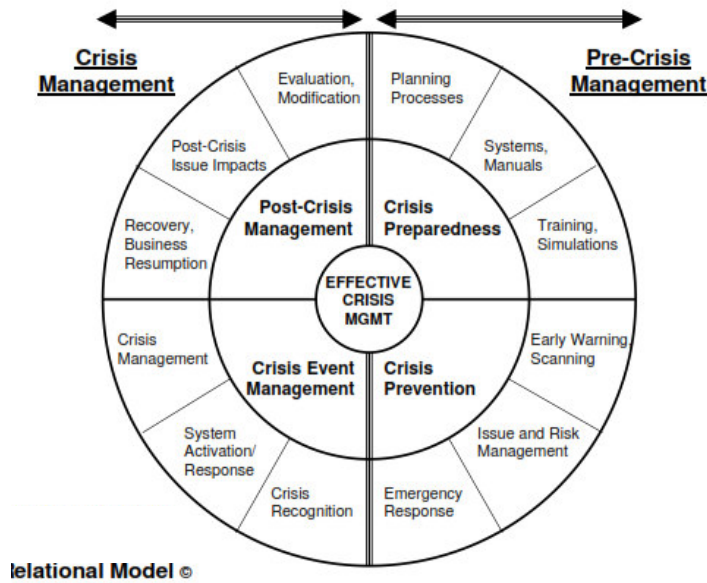 Crisis
Management
Pre-Crisis
Management
Evaluation,
Modification
Planning
Processes
Post-Crisis
Issue Impacts
Systems,
Manuals
Recovery,
Business
Resumption
Post-Crisis
Management
Crisis
Preparedness
Training,
Simulations
EFFECTIVE
CRISIS
MGMT
Crisis
Management
Crisis Event
Management
Crisis
Prevention
Early Warning,
Scanning
System
Activation/
Response
Issue and Risk
Management
Crisis
Recognition
Emergency
Response
elational Model ©